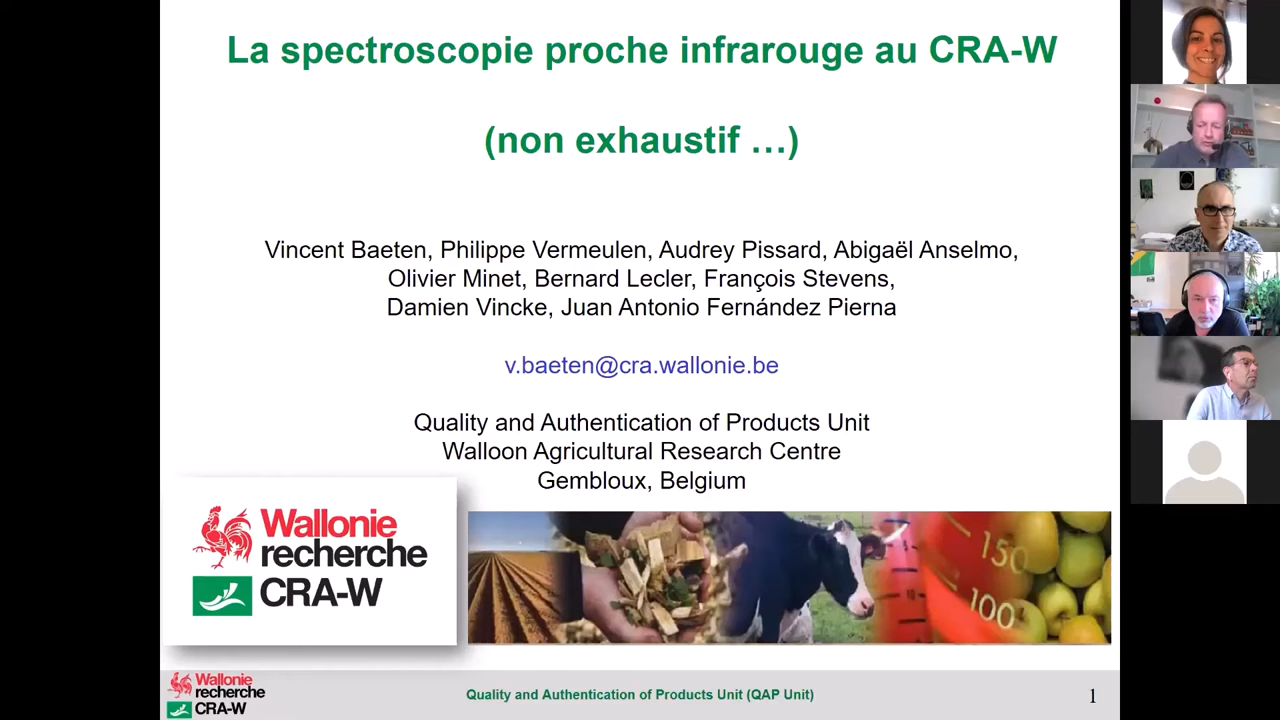 La spectroscopie proche infrarouge au CRA-W
(non exhaustif …)
Vincent Baeten, Philippe Vermeulen, Audrey Pissard, Abigaël Anselmo,
Olivier Minet, Bernard Lecler, François Stevens,
Damien Vincke, Juan Antonio Fernández Pierna
v.baeten@cra.wallonie.be
Quality and Authentication of Products Unit
Walloon Agricultural Research Centre
Gembloux, Belgium
Wallonie
recherche
CRA-W
150
100
Wallonie
recherche
CRA-W
Quality and Authentication of Products Unit (QAP Unit)
1